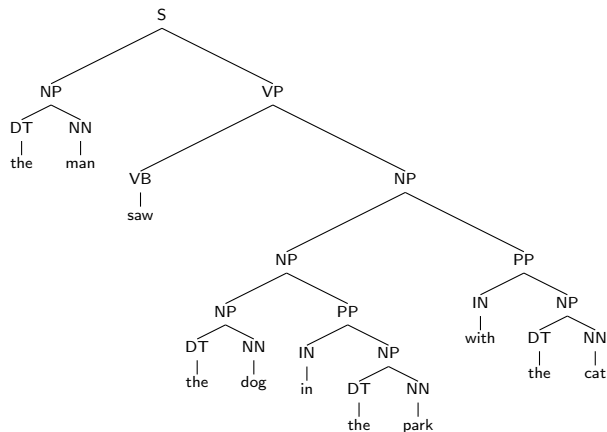 S
NP VP
DT NN
the man
VB NP
saw
NP PP
NP PP IN NP
with DT NN
the cat
DT NN IN NP
the dog in DT NN
the park